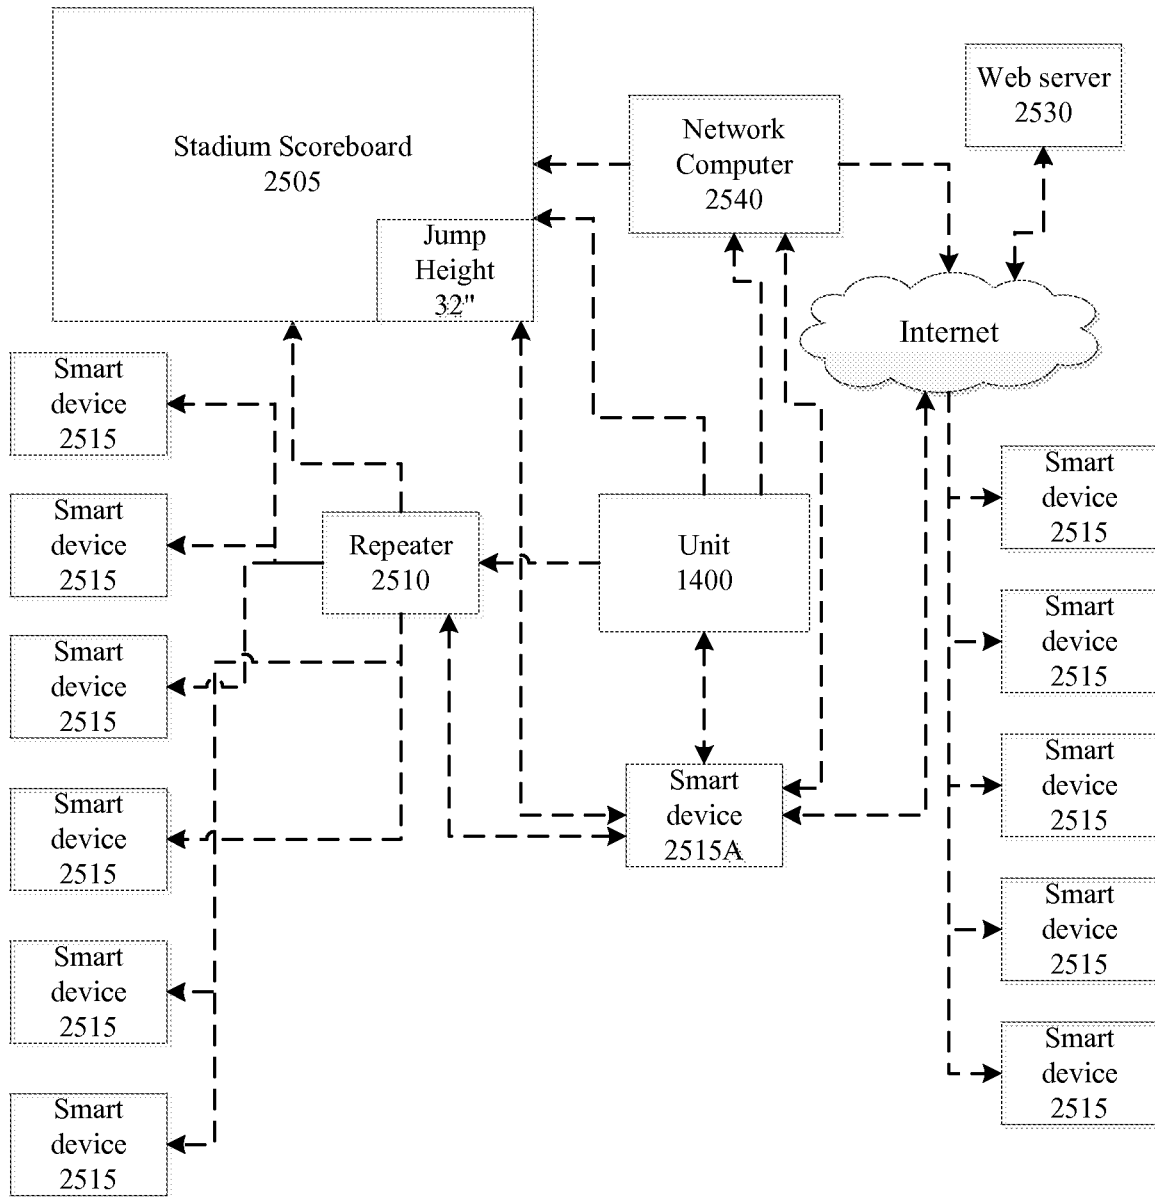 Stadium Scoreboard
2505
Jump
Height
32"
Network
Computer
2540
Web server
2530
Internet
Smart
device
2515
Smart
device
2515
Smart
device
2515
Smart
device
2515
Smart
device
2515
Smart
device
2515
Repeater
2510
Unit
1400
Smart
device
2515A
Smart
device
2515
Smart
device
2515
Smart
device
2515
Smart
device
2515
Smart
device
2515